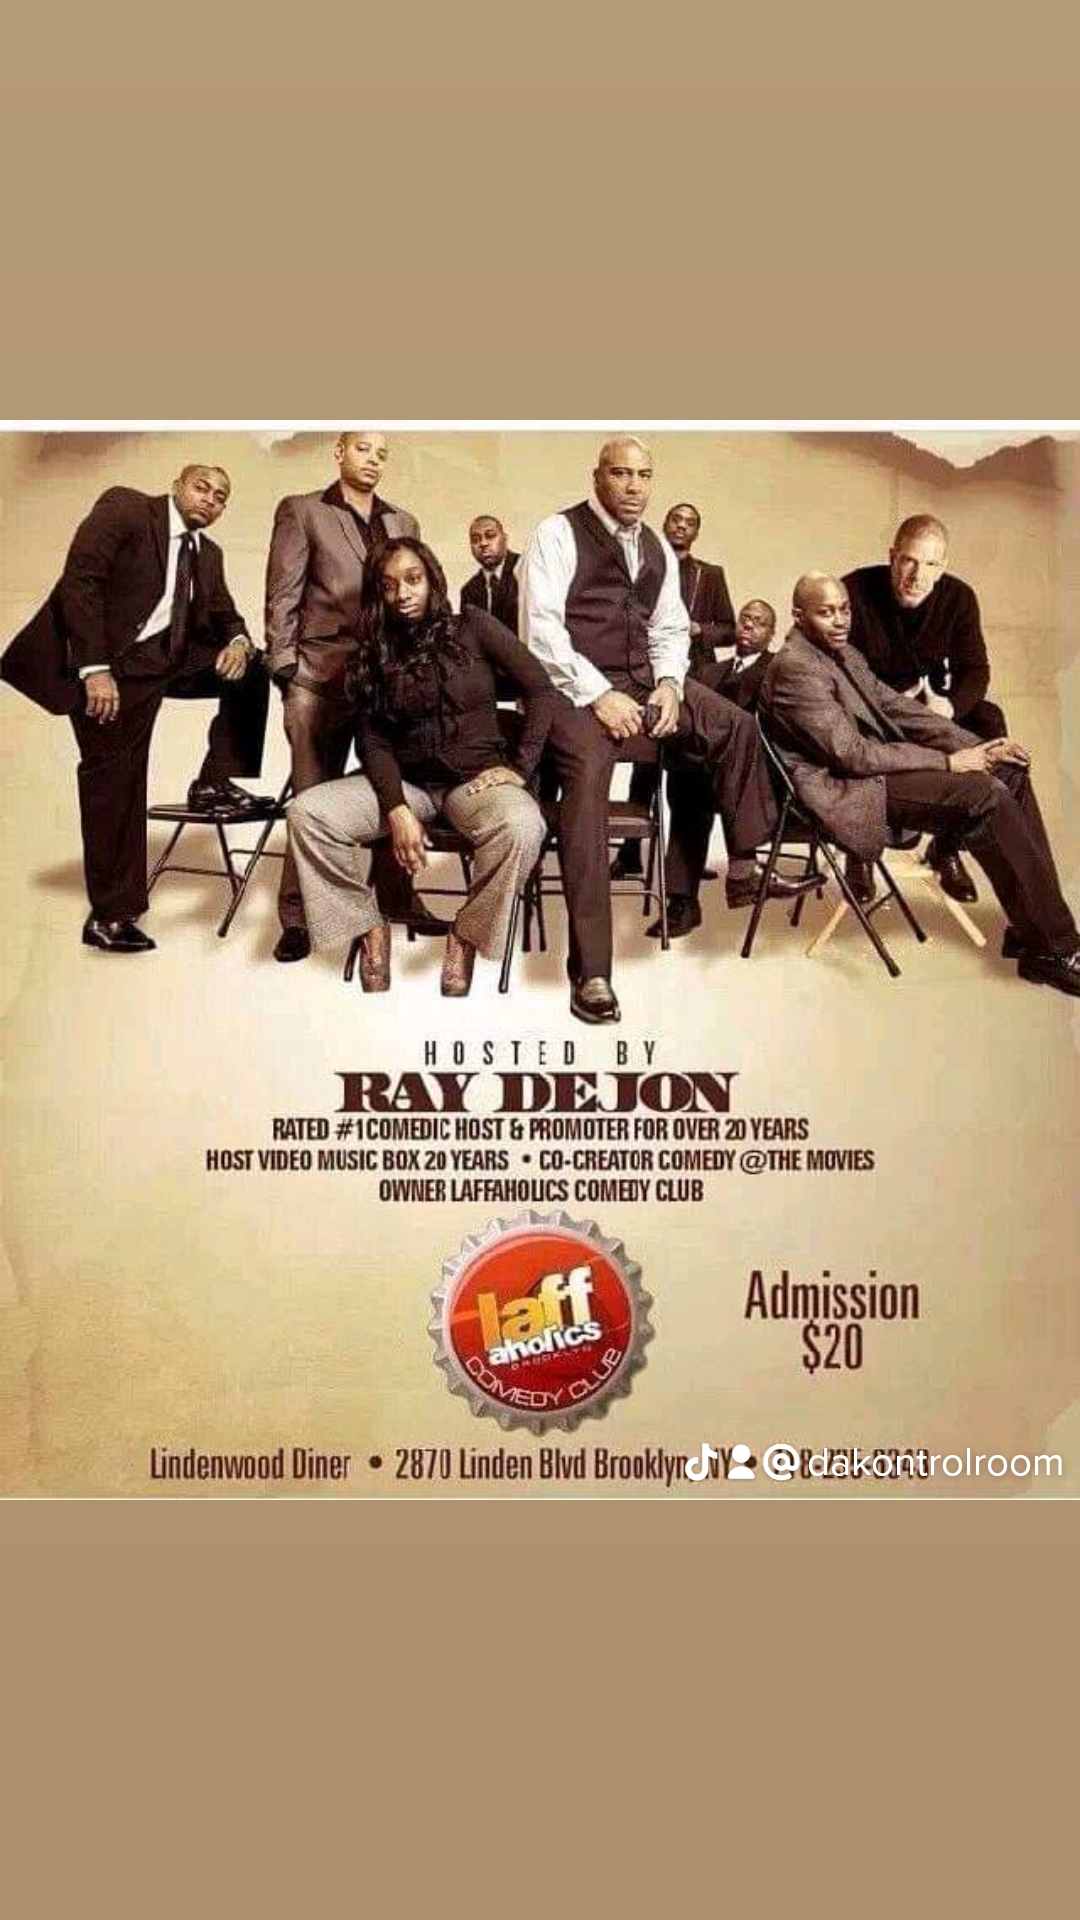 HOSTED BY
RAY DEJON
RATED #1 COMEDIC HOST & PROMOTER FOR OVER 20 YEARS
HOST VIDEO MUSIC BOX 20 YEARS • CO-CREATOR COMEDY @THE MOVIES
OWNER LAFFAHOLICS COMEDY CLUB
laff
aholics
BROOKLYN
COMEDY CLUB
Admission
$20
Lindenwood Diner • 2870 Linden Blvd Brooklyn, NY •
@dakontrolroom